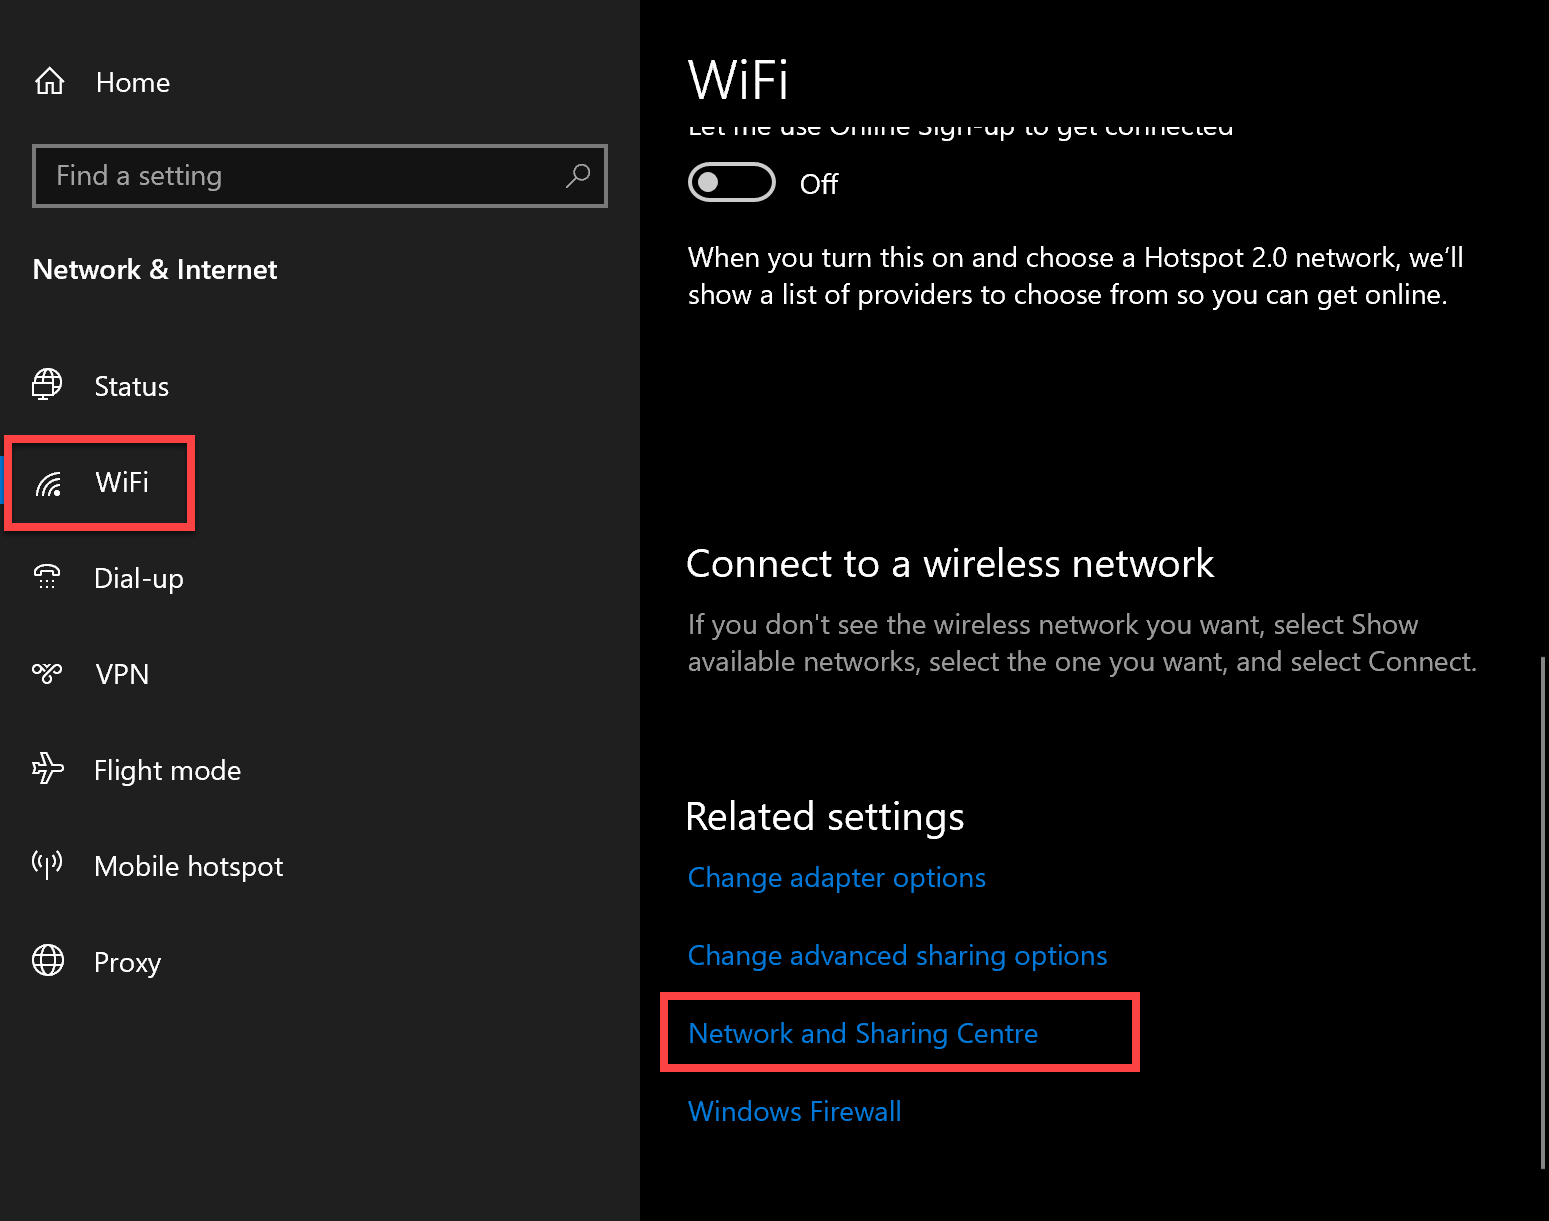 Home
Find a setting
Network & Internet
Status
WiFi
Dial-up
VPN
Flight mode
Mobile hotspot
Proxy
WiFi
Let me use Online Sign-up to get connected
Off
When you turn this on and choose a Hotspot 2.0 network, we’ll
show a list of providers to choose from so you can get online.
Connect to a wireless network
If you don't see the wireless network you want, select Show
available networks, select the one you want, and select Connect.
Related settings
Change adapter options
Change advanced sharing options
Network and Sharing Centre
Windows Firewall